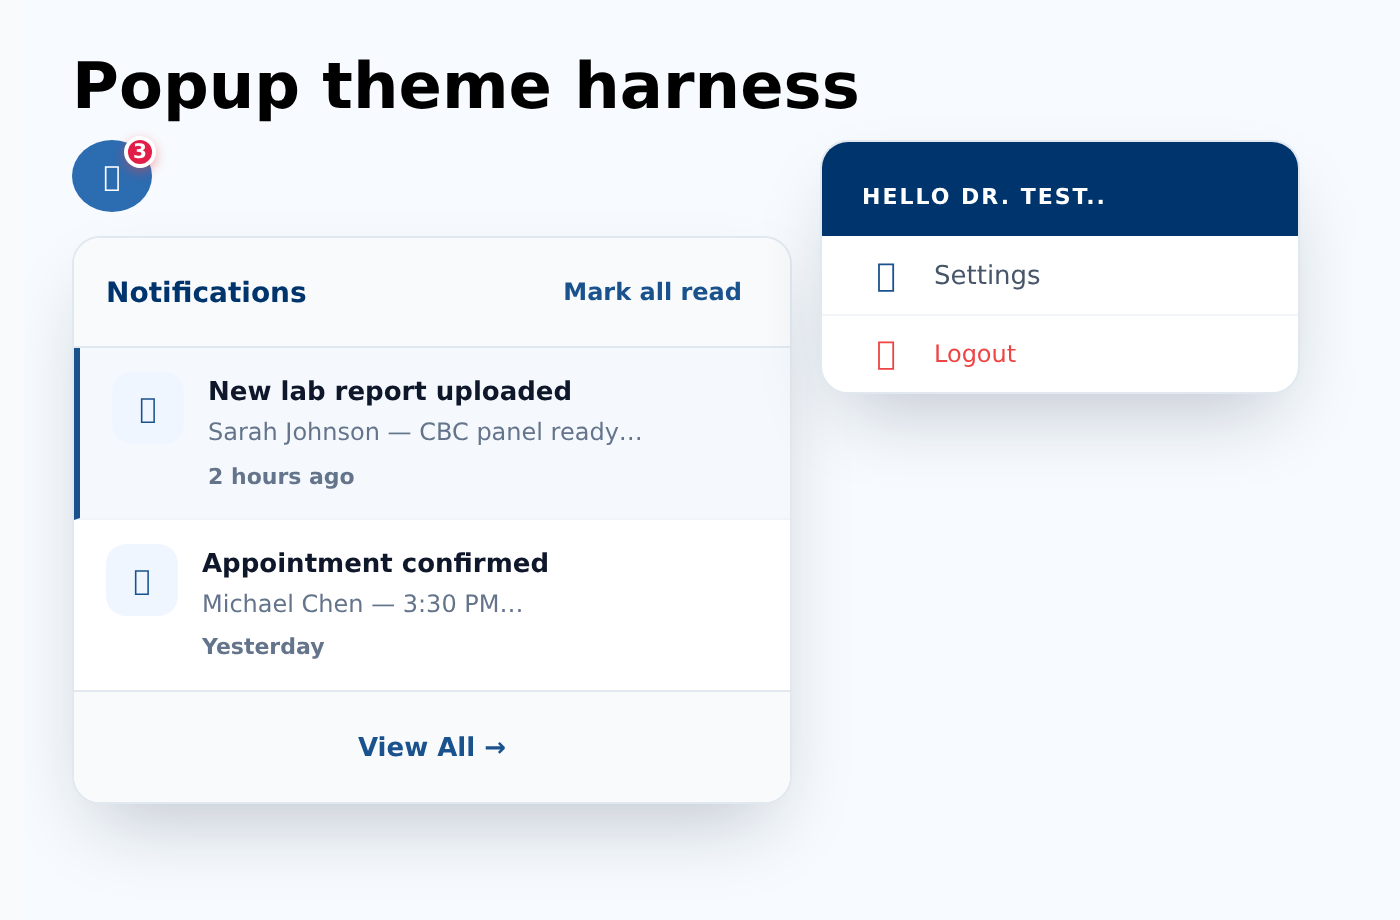 Popup theme harness
3
Notifications
Mark all read
New lab report uploaded
Sarah Johnson — CBC panel ready...
2 hours ago
Appointment confirmed
Michael Chen — 3:30 PM...
Yesterday
View All →
HELLO DR. TEST..
Settings
Logout